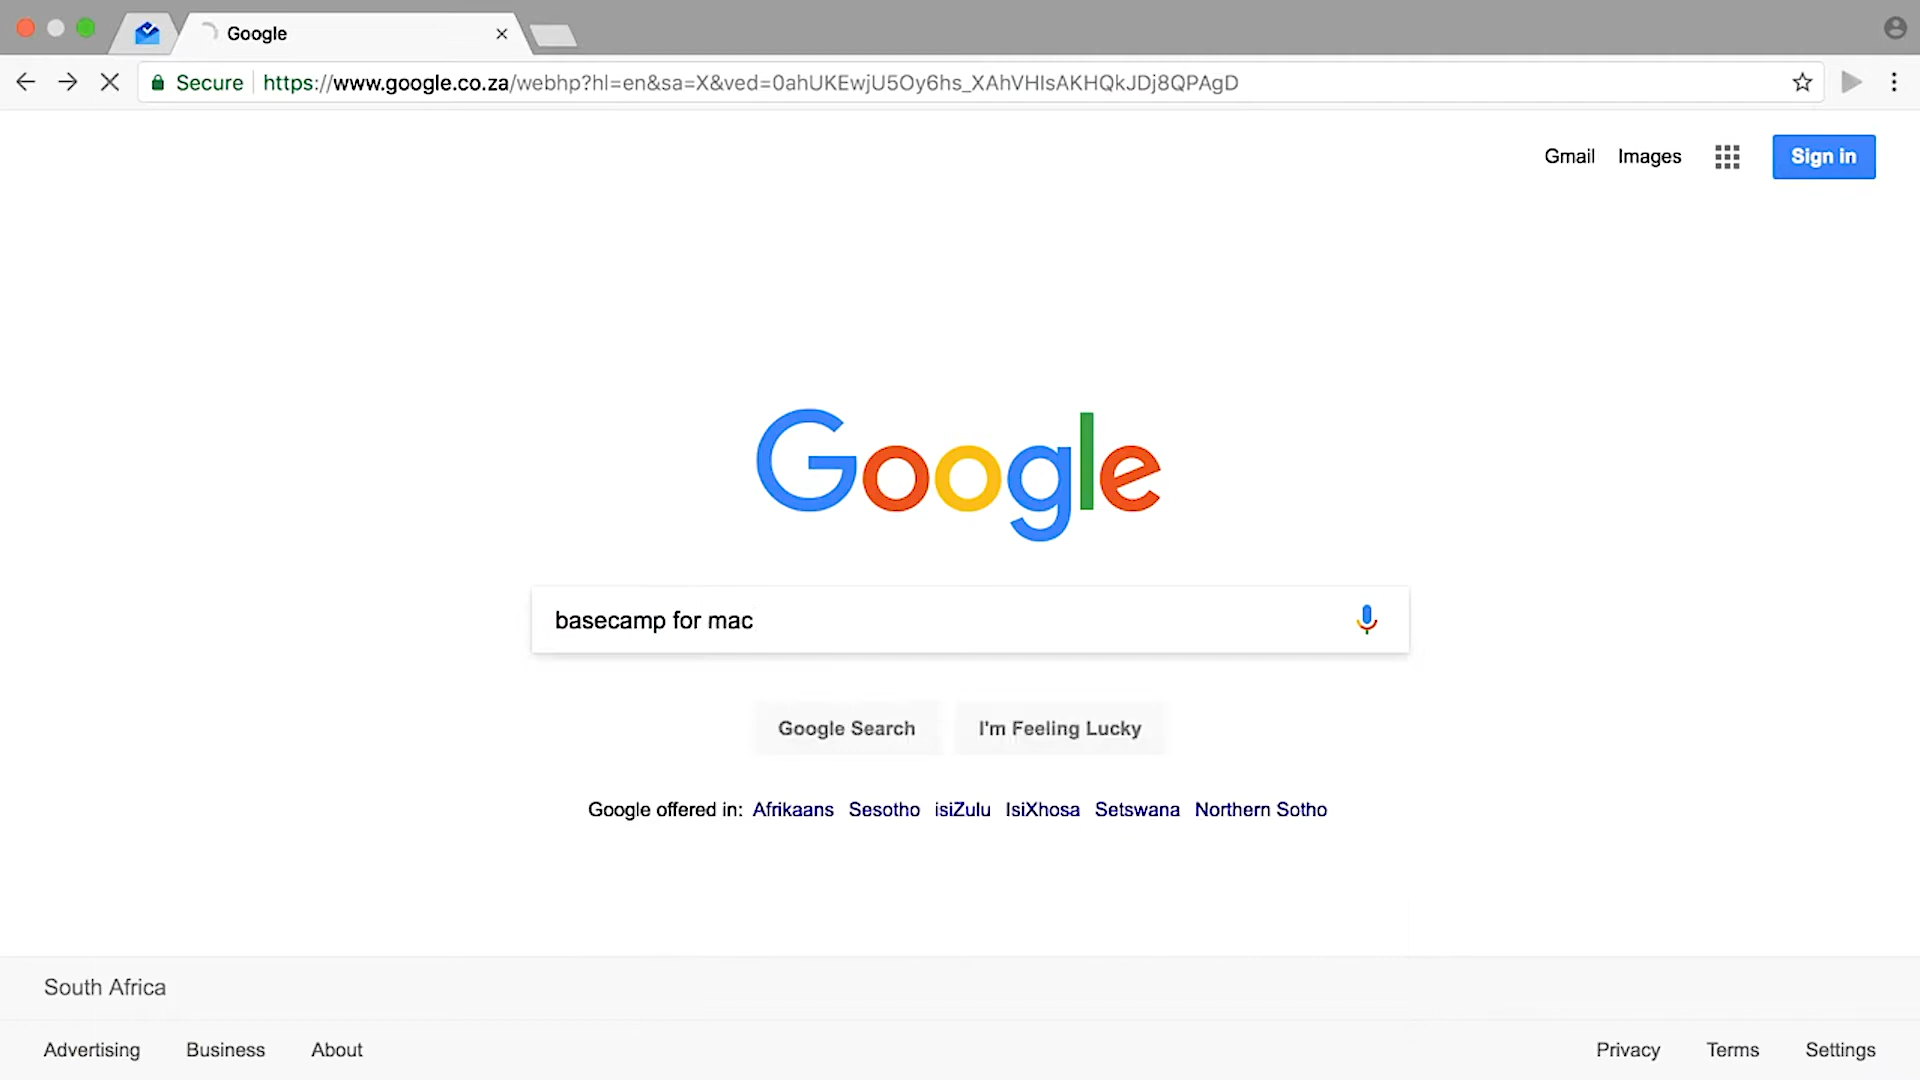 Google
Secure https://www.google.co.za/webhp?hl=en&sa=X&ved=0ahUKEwjU5Oy6hs_XAhVHIsAKHQkJDj8QPAgD
Gmail Images Sign in
Google
basecamp for mac
Google Search I'm Feeling Lucky
Google offered in: Afrikaans Sesotho isiZulu IsiXhosa Setswana Northern Sotho
South Africa
Advertising Business About Privacy Terms Settings